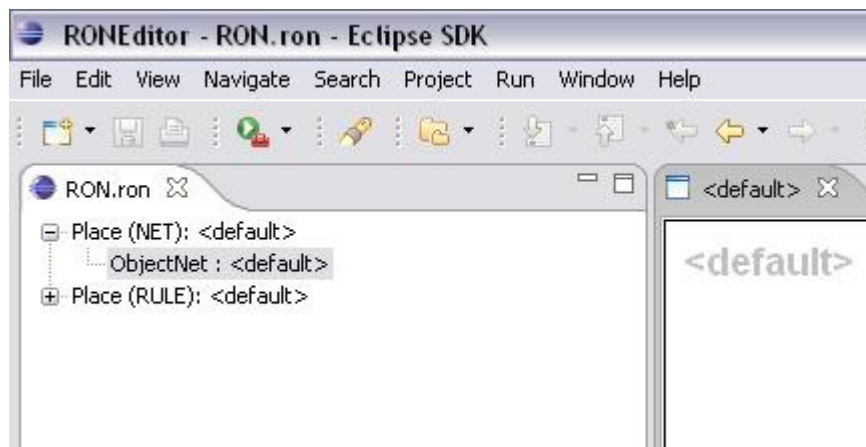 RONEditor - RON.ron - Eclipse SDK
File Edit View Navigate Search Project Run Window Help
RON.ron
<default>
Place (NET): <default>
ObjectNet : <default>
Place (RULE): <default>
<default>